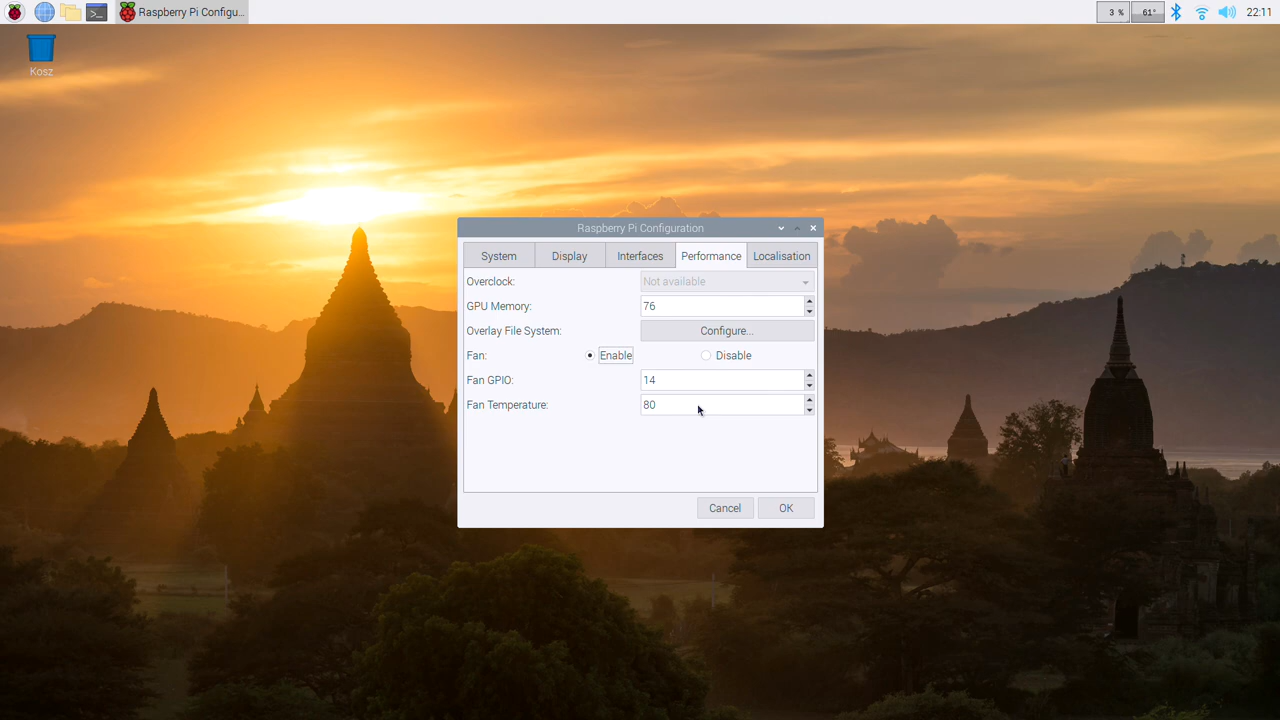 Raspberry Pi Configu...
3 %
61°
22:11
Kosz
Raspberry Pi Configuration
System Display Interfaces Performance Localisation
Overclock: Not available
GPU Memory: 76
Overlay File System: Configure...
Fan: Enable Disable
Fan GPIO: 14
Fan Temperature: 80
Cancel OK